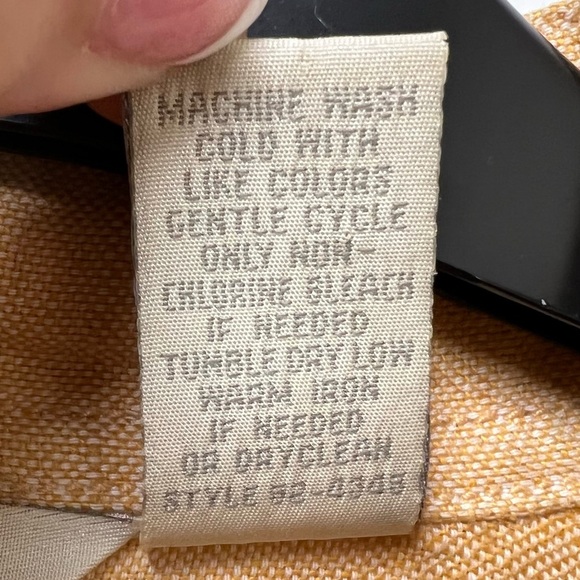 MACHINE WASH
COLD WITH
LIKE COLORS
GENTLE CYCLE
ONLY NON-
CHLORINE BLEACH
IF NEEDED
TUMBLE DRY LOW
WARM IRON
IF NEEDED
OR DRYCLEAN
STYLE 92-4348